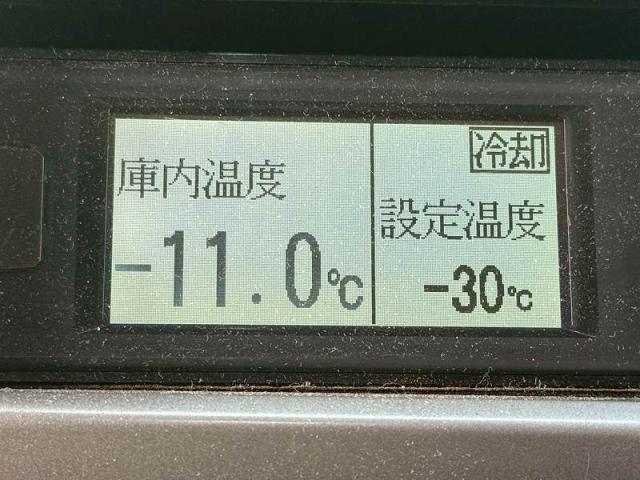 庫内温度
-11.0℃
冷却
設定温度
-30℃